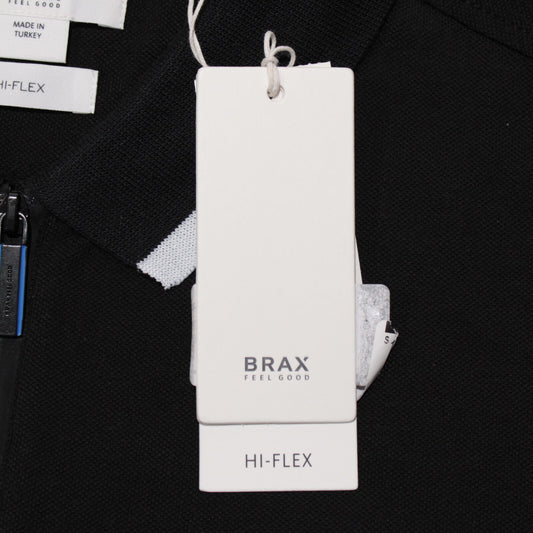 FEEL GOOD
MADE IN
TURKEY
HI-FLEX
BRAX
FEEL GOOD
HI-FLEX
S